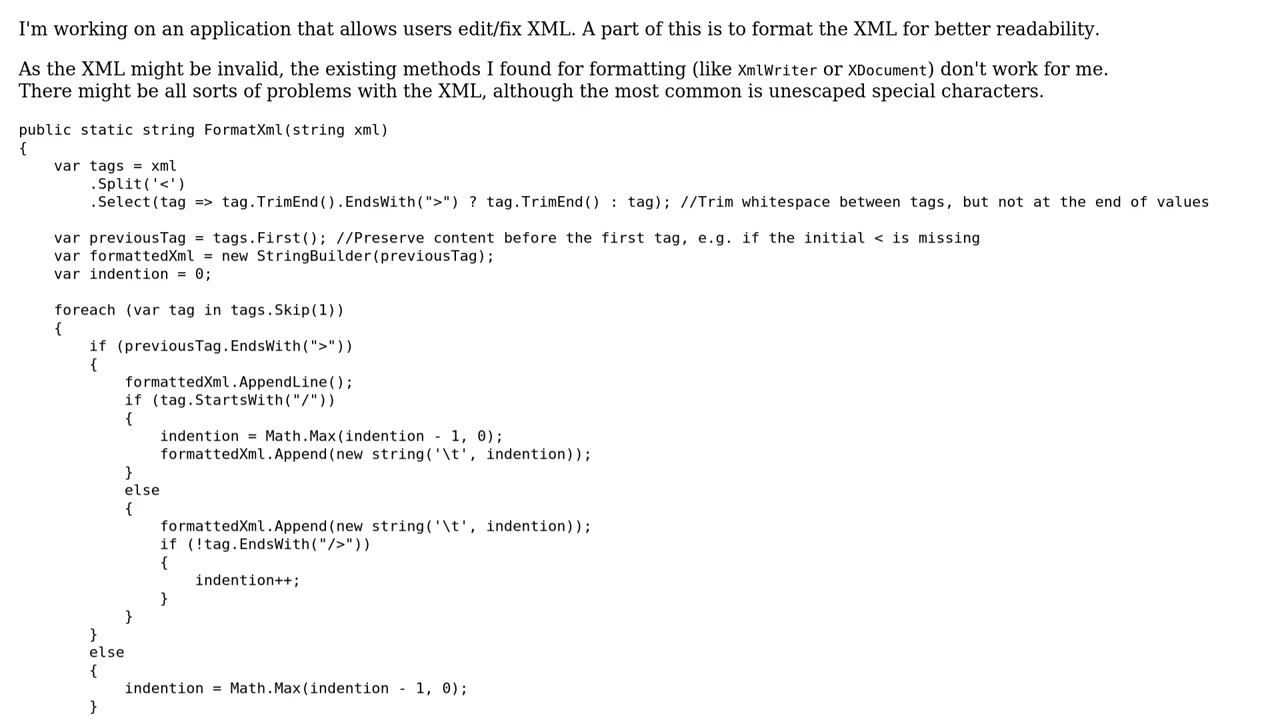 I'm working on an application that allows users edit/fix XML. A part of this is to format the XML for better readability.
As the XML might be invalid, the existing methods I found for formatting (like XmlWriter or XDocument) don't work for me.
There might be all sorts of problems with the XML, although the most common is unescaped special characters.
public static string FormatXml(string xml)
{
    var tags = xml
        .Split('<')
        .Select(tag => tag.TrimEnd().EndsWith(">") ? tag.TrimEnd() : tag); //Trim whitespace between tags, but not at the end of values
    var previousTag = tags.First(); //Preserve content before the first tag, e.g. if the initial < is missing
    var formattedXml = new StringBuilder(previousTag);
    var indention = 0;
    foreach (var tag in tags.Skip(1))
    {
        if (previousTag.EndsWith(">"))
        {
            formattedXml.AppendLine();
            if (tag.StartsWith("/"))
            {
                indention = Math.Max(indention - 1, 0);
                formattedXml.Append(new string('\t', indention));
            }
            else
            {
                formattedXml.Append(new string('\t', indention));
                if (!tag.EndsWith("/>"))
                {
                    indention++;
                }
            }
        }
        else
        {
            indention = Math.Max(indention - 1, 0);
        }